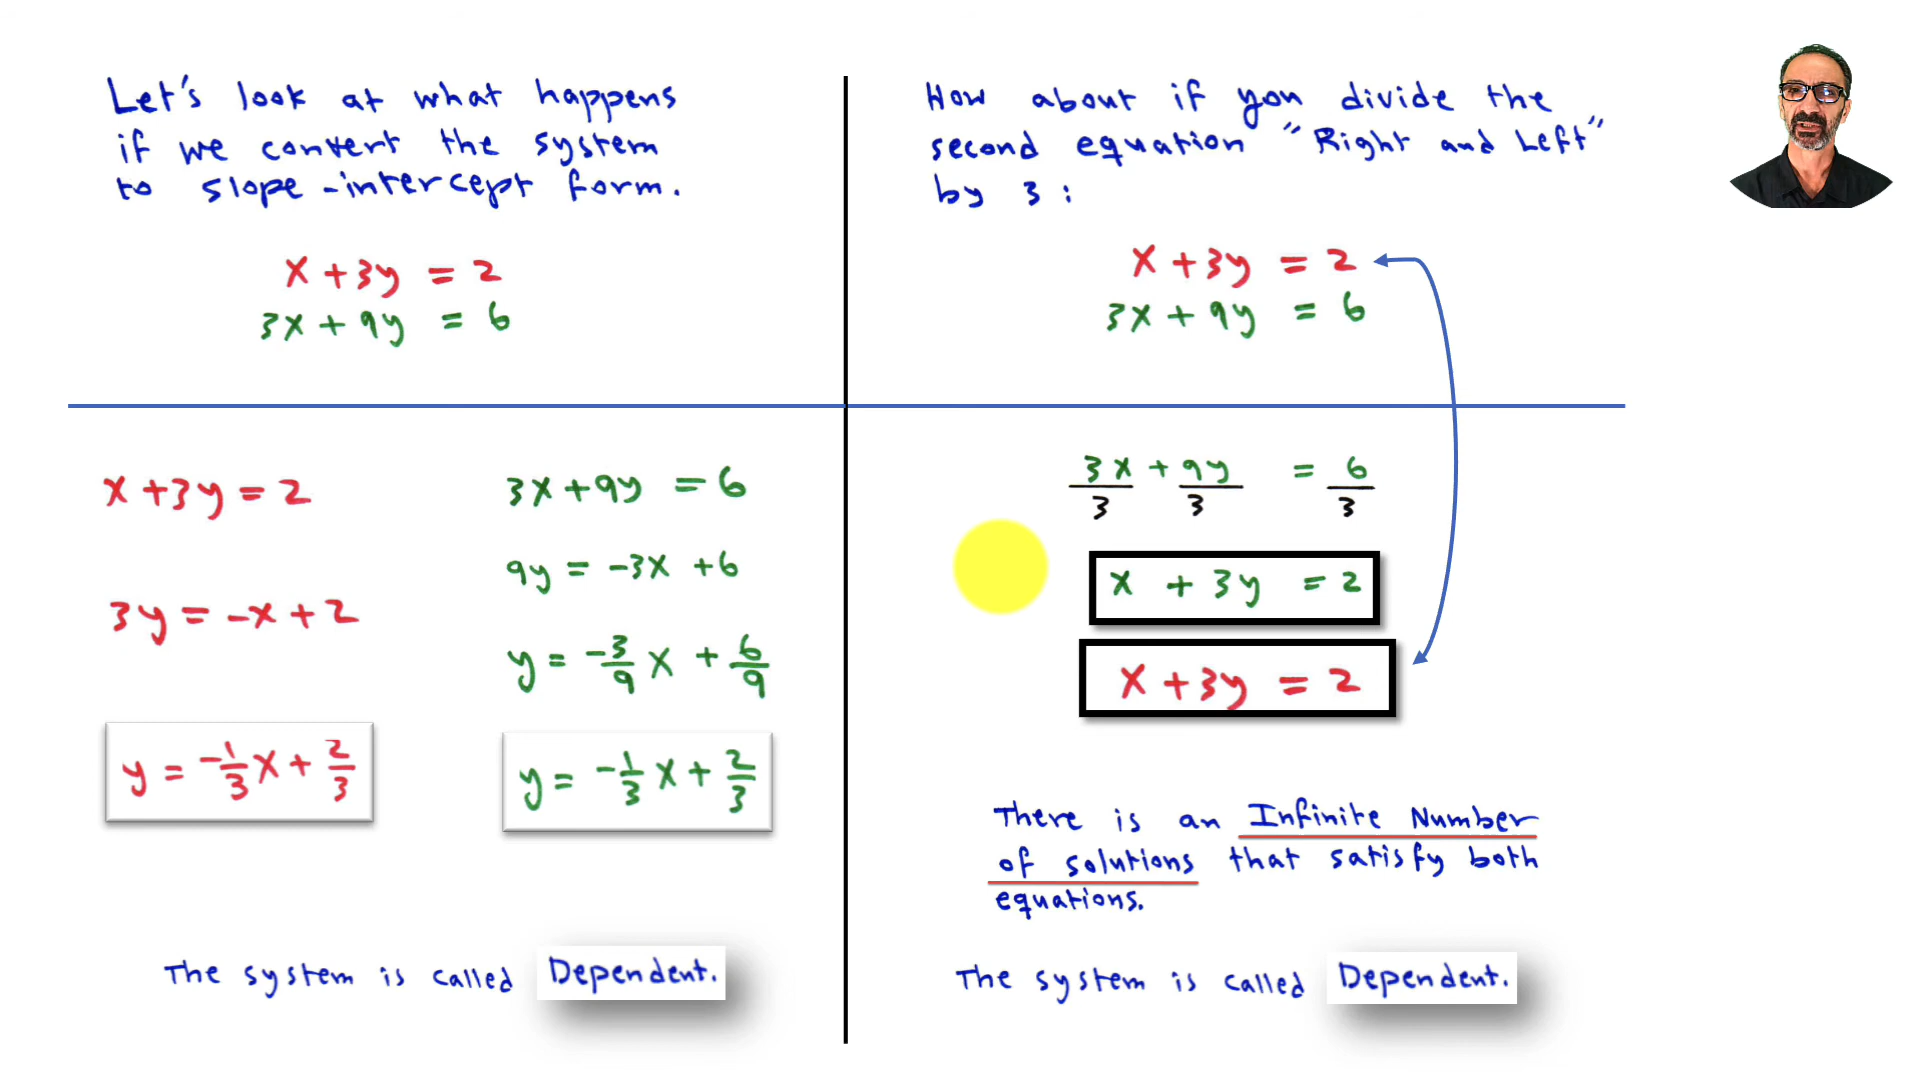 Let's look at what happens
if we convert the system
to slope-intercept form.
x + 3y = 2
3x + 9y = 6
x + 3y = 2
3y = -x + 2
y = -1/3 x + 2/3
3x + 9y = 6
9y = -3x + 6
y = -3/9 x + 6/9
y = -1/3 x + 2/3
The system is called Dependent.
How about if you divide the
second equation "Right and Left"
by 3:
x + 3y = 2
3x + 9y = 6
3x/3 + 9y/3 = 6/3
x + 3y = 2
x + 3y = 2
There is an Infinite Number
of solutions that satisfy both
equations.
The system is called Dependent.